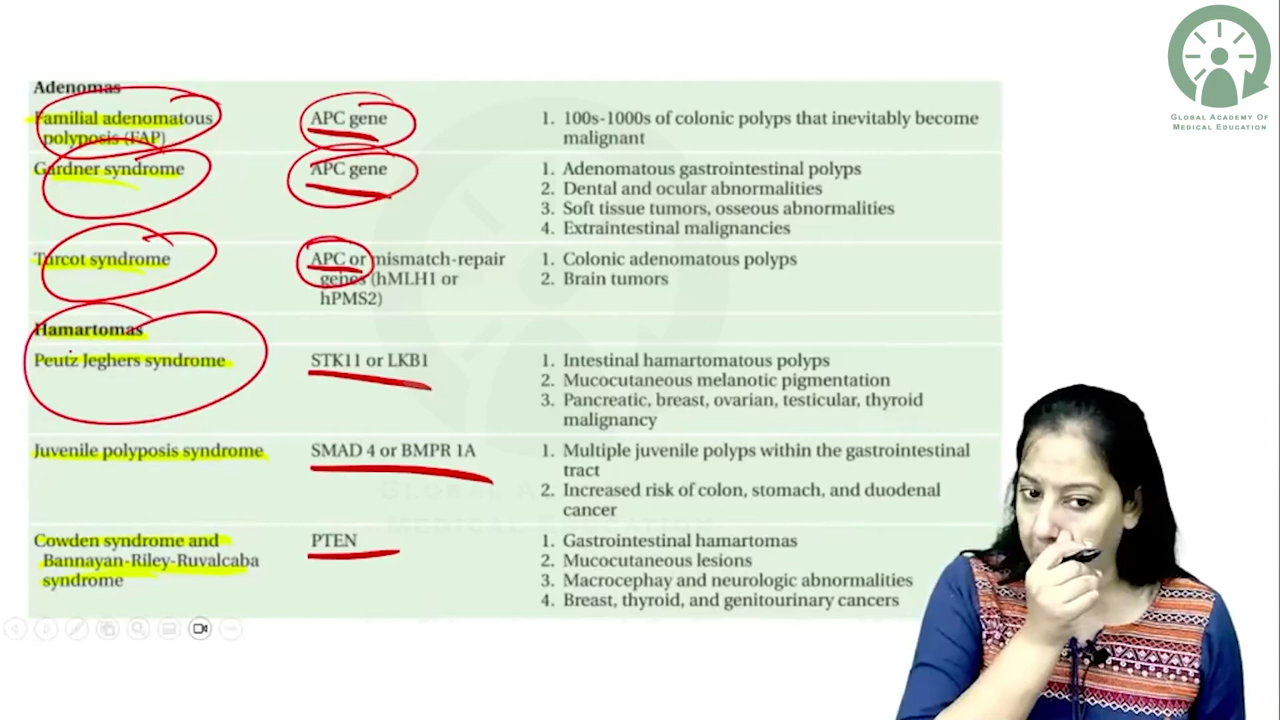 GLOBAL ACADEMY OF
MEDICAL EDUCATION
Adenomas
Familial adenomatous
polyposis (FAP)
APC gene
1. 100s-1000s of colonic polyps that inevitably become
malignant
Gardner syndrome
APC gene
1. Adenomatous gastrointestinal polyps
2. Dental and ocular abnormalities
3. Soft tissue tumors, osseous abnormalities
4. Extraintestinal malignancies
Turcot syndrome
APC or mismatch-repair
genes (hMLH1 or
hPMS2)
1. Colonic adenomatous polyps
2. Brain tumors
Hamartomas
Peutz Jeghers syndrome
STK11 or LKB1
1. Intestinal hamartomatous polyps
2. Mucocutaneous melanotic pigmentation
3. Pancreatic, breast, ovarian, testicular, thyroid
malignancy
Juvenile polyposis syndrome
SMAD 4 or BMPR 1A
1. Multiple juvenile polyps within the gastrointestinal
tract
2. Increased risk of colon, stomach, and duodenal
cancer
Cowden syndrome and
Bannayan-Riley-Ruvalcaba
syndrome
PTEN
1. Gastrointestinal hamartomas
2. Mucocutaneous lesions
3. Macrocephay and neurologic abnormalities
4. Breast, thyroid, and genitourinary cancers